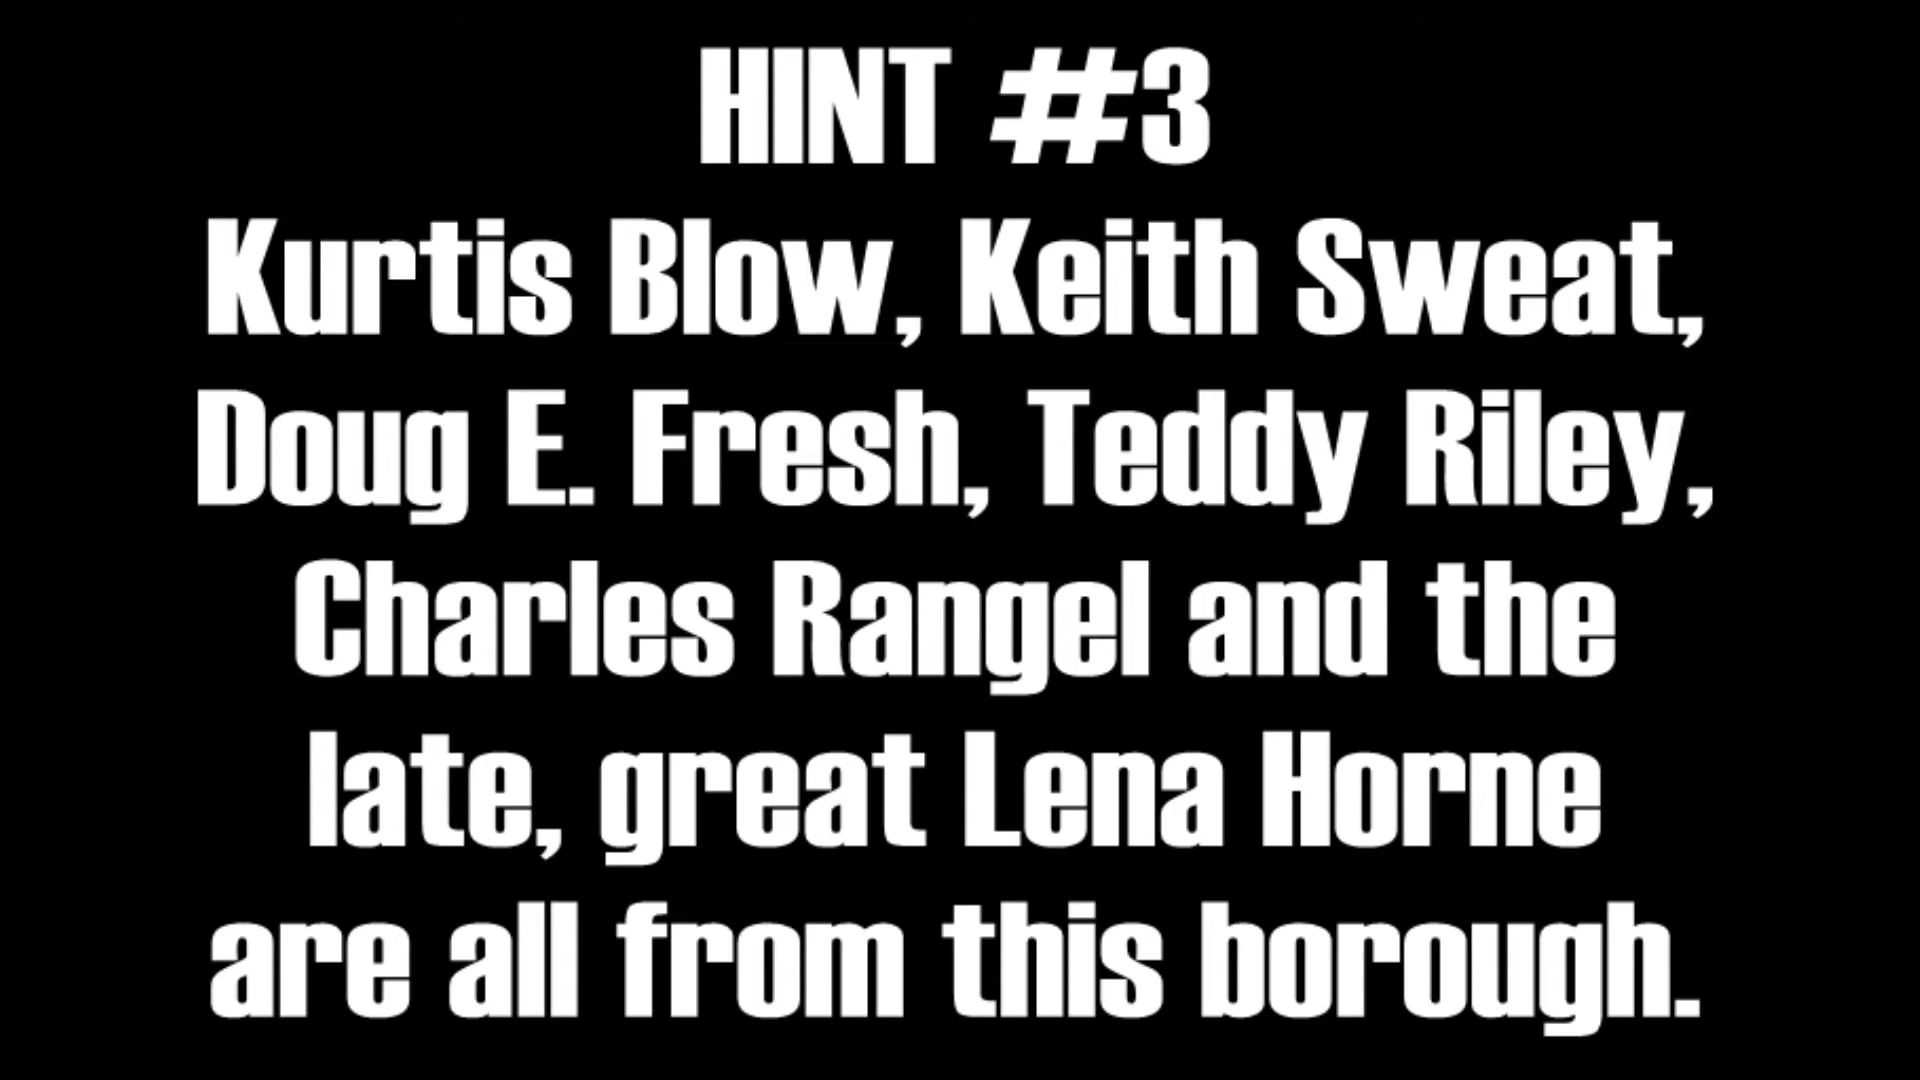 HINT #3
Kurtis Blow, Keith Sweat,
Doug E. Fresh, Teddy Riley,
Charles Rangel and the
late, great Lena Horne
are all from this borough.